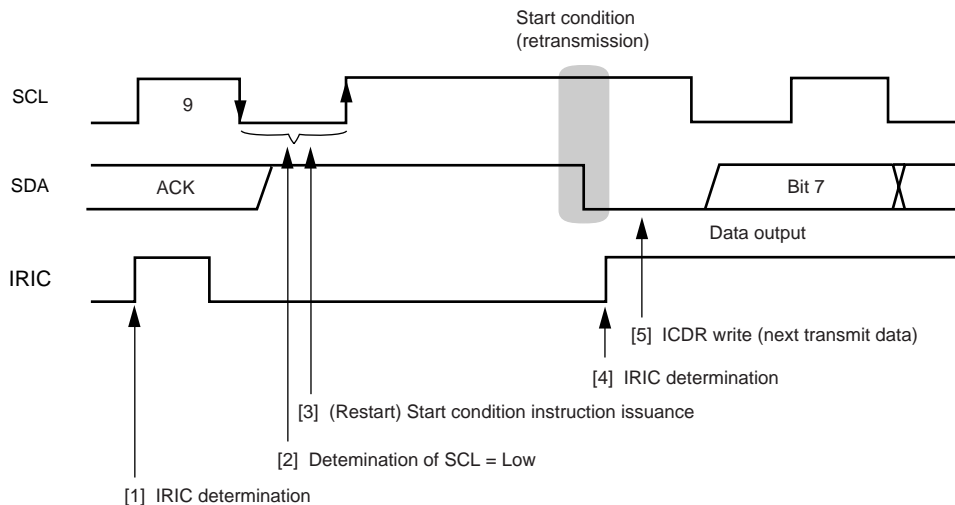 Start condition
(retransmission)
SCL
9
SDA
ACK
Bit 7
Data output
IRIC
[5] ICDR write (next transmit data)
[4] IRIC determination
[3] (Restart) Start condition instruction issuance
[2] Detemination of SCL = Low
[1] IRIC determination